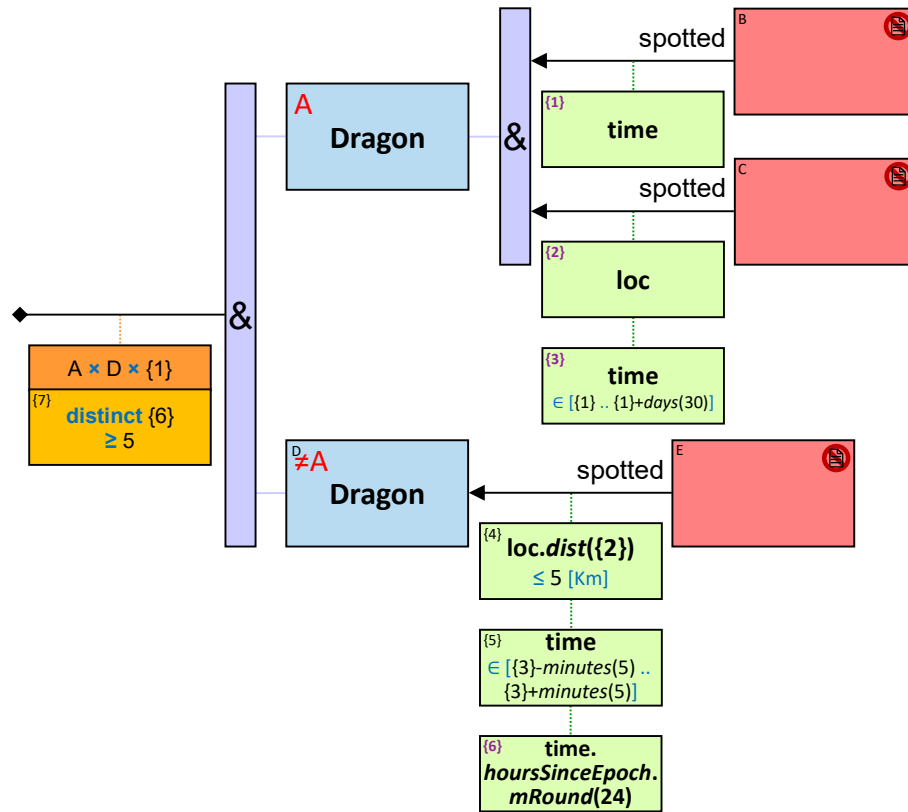 B
spotted
A
Dragon
&
{1}
time
C
spotted
{2}
loc
&
{3}
time
∈ [{1} .. {1}+days(30)]
A × D × {1}
{7}
distinct {6}
≥ 5
D
≠A
Dragon
E
spotted
{4}
loc.dist({2})
≤ 5 [Km]
{5}
time
∈ [{3}-minutes(5) ..
{3}+minutes(5)]
{6}
time.
hoursSinceEpoch.
mRound(24)